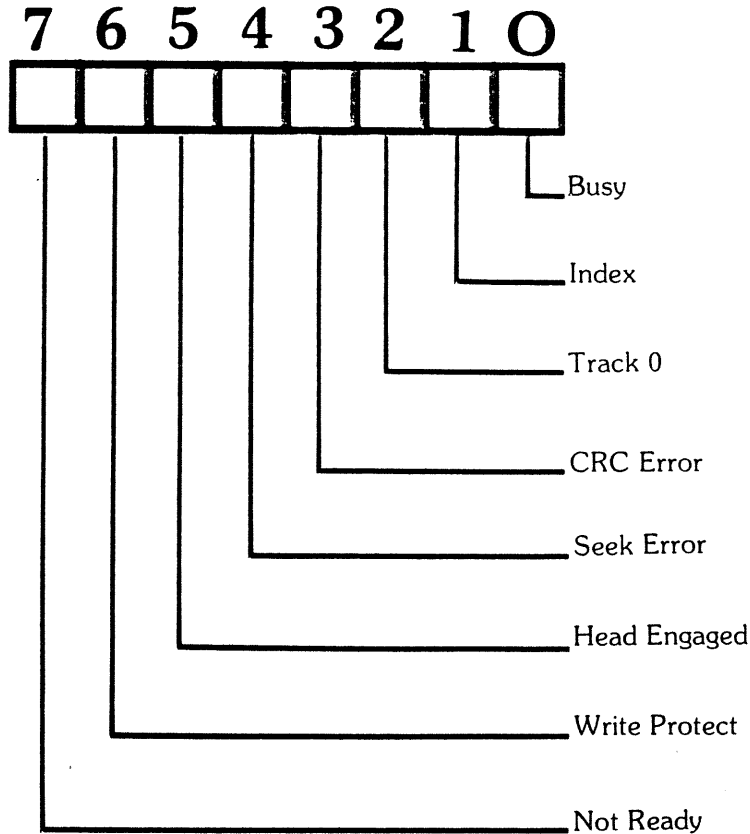 7 6 5 4 3 2 1 0
Busy
Index
Track 0
CRC Error
Seek Error
Head Engaged
Write Protect
Not Ready